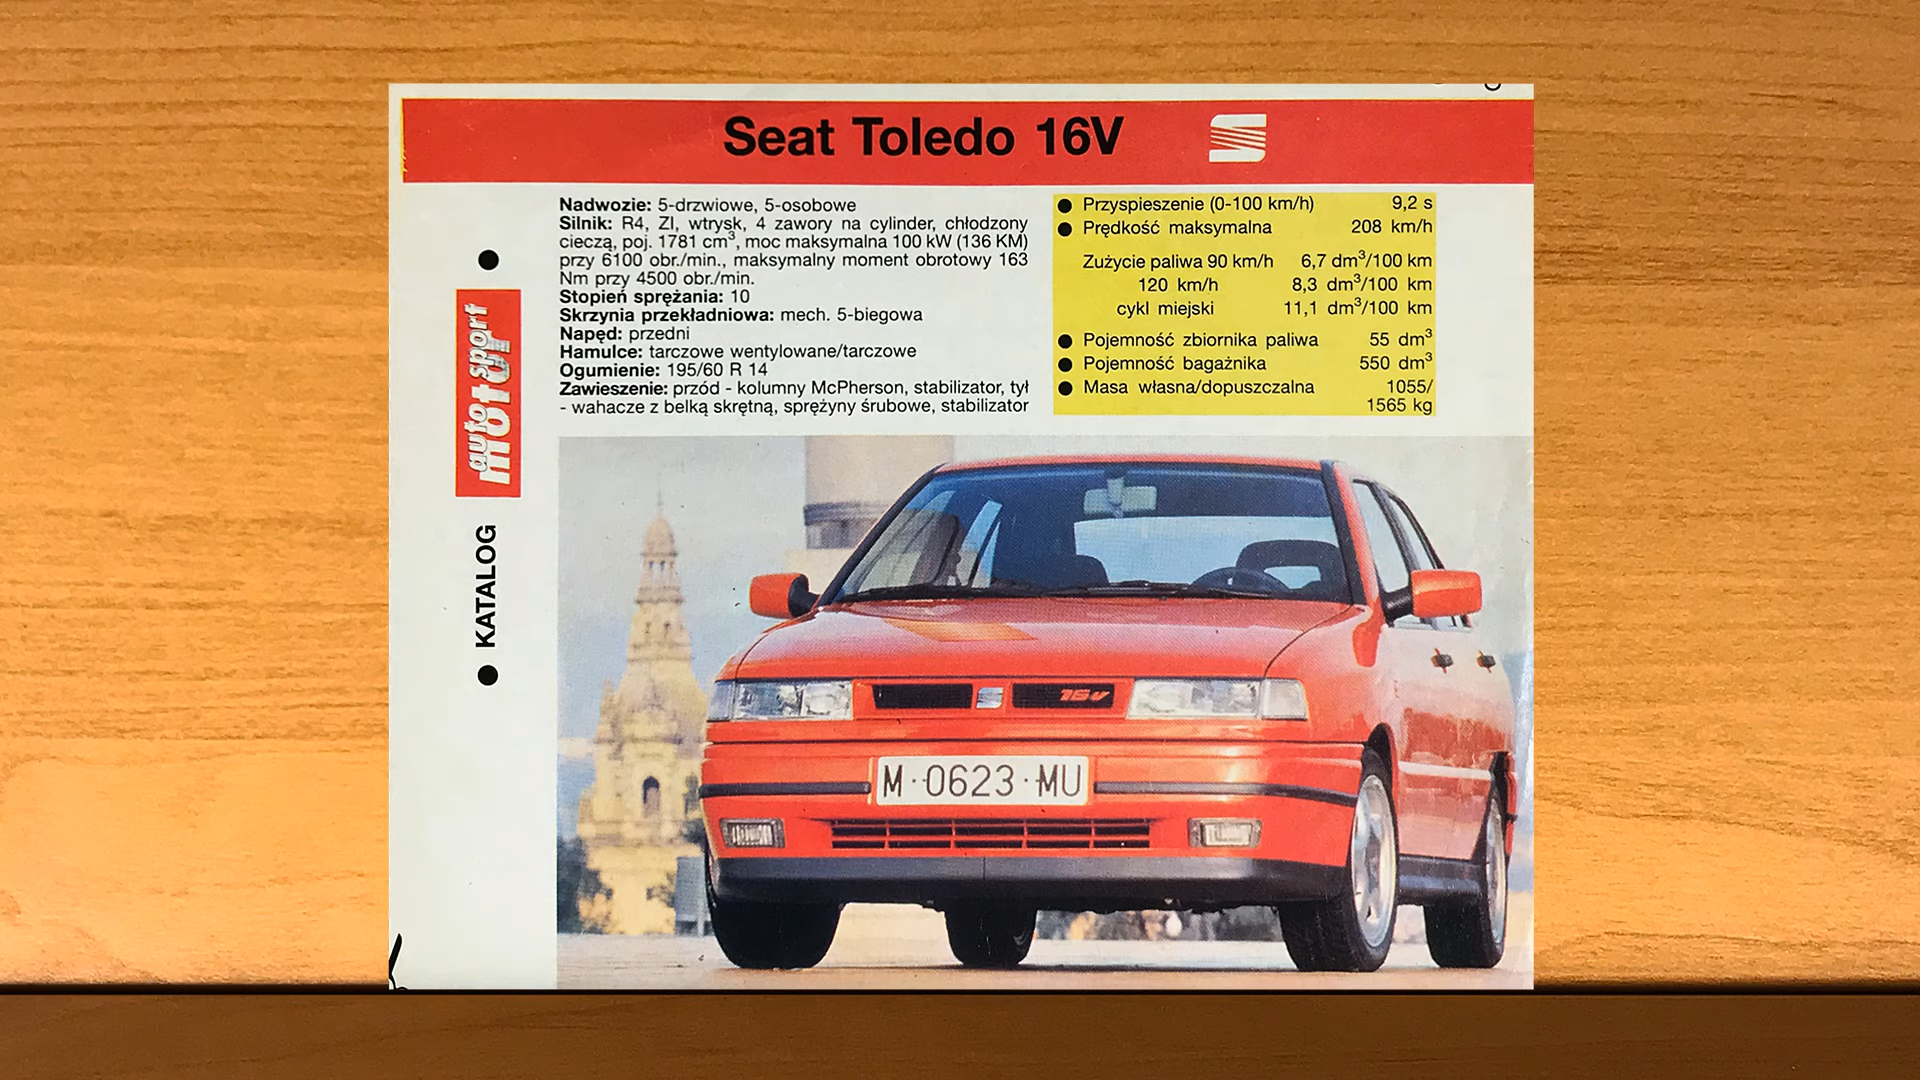 Seat Toledo 16V
Nadwozie: 5-drzwiowe, 5-osobowe
Silnik: R4, ZI, wtrysk, 4 zawory na cylinder, chłodzony
cieczą, poj. 1781 cm³, moc maksymalna 100 kW (136 KM)
przy 6100 obr./min., maksymalny moment obrotowy 163
Nm przy 4500 obr./min.
Stopień sprężania: 10
Skrzynia przekładniowa: mech. 5-biegowa
Napęd: przedni
Hamulce: tarczowe wentylowane/tarczowe
Ogumienie: 195/60 R 14
Zawieszenie: przód - kolumny McPherson, stabilizator, tył
- wahacze z belką skrętną, sprężyny śrubowe, stabilizator
● Przyspieszenie (0-100 km/h) 9,2 s
● Prędkość maksymalna 208 km/h
Zużycie paliwa 90 km/h 6,7 dm³/100 km
120 km/h 8,3 dm³/100 km
cykl miejski 11,1 dm³/100 km
● Pojemność zbiornika paliwa 55 dm³
● Pojemność bagażnika 550 dm³
● Masa własna/dopuszczalna 1055/
1565 kg
● KATALOG
auto sport
motor ●
16V
M·0623·MU